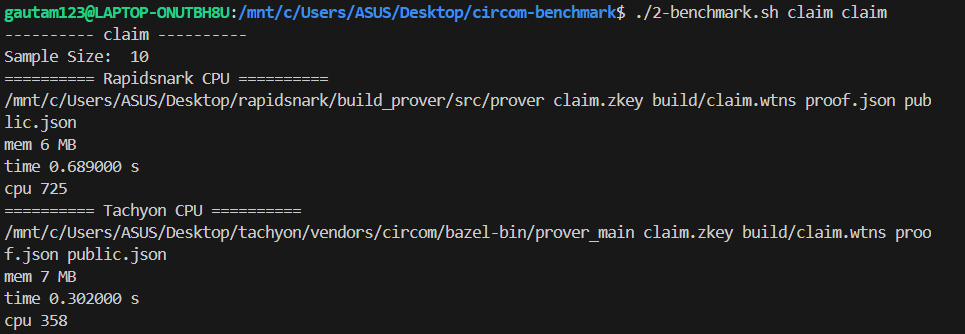 gautam123@LAPTOP-ONUTBH8U:/mnt/c/Users/ASUS/Desktop/circom-benchmark$ ./2-benchmark.sh claim claim
---------- claim ----------
Sample Size:  10
========== Rapidsnark CPU ==========
/mnt/c/Users/ASUS/Desktop/rapidsnark/build_prover/src/prover claim.zkey build/claim.wtns proof.json pub
lic.json
mem 6 MB
time 0.689000 s
cpu 725
========== Tachyon CPU ==========
/mnt/c/Users/ASUS/Desktop/tachyon/vendors/circom/bazel-bin/prover_main claim.zkey build/claim.wtns proo
f.json public.json
mem 7 MB
time 0.302000 s
cpu 358